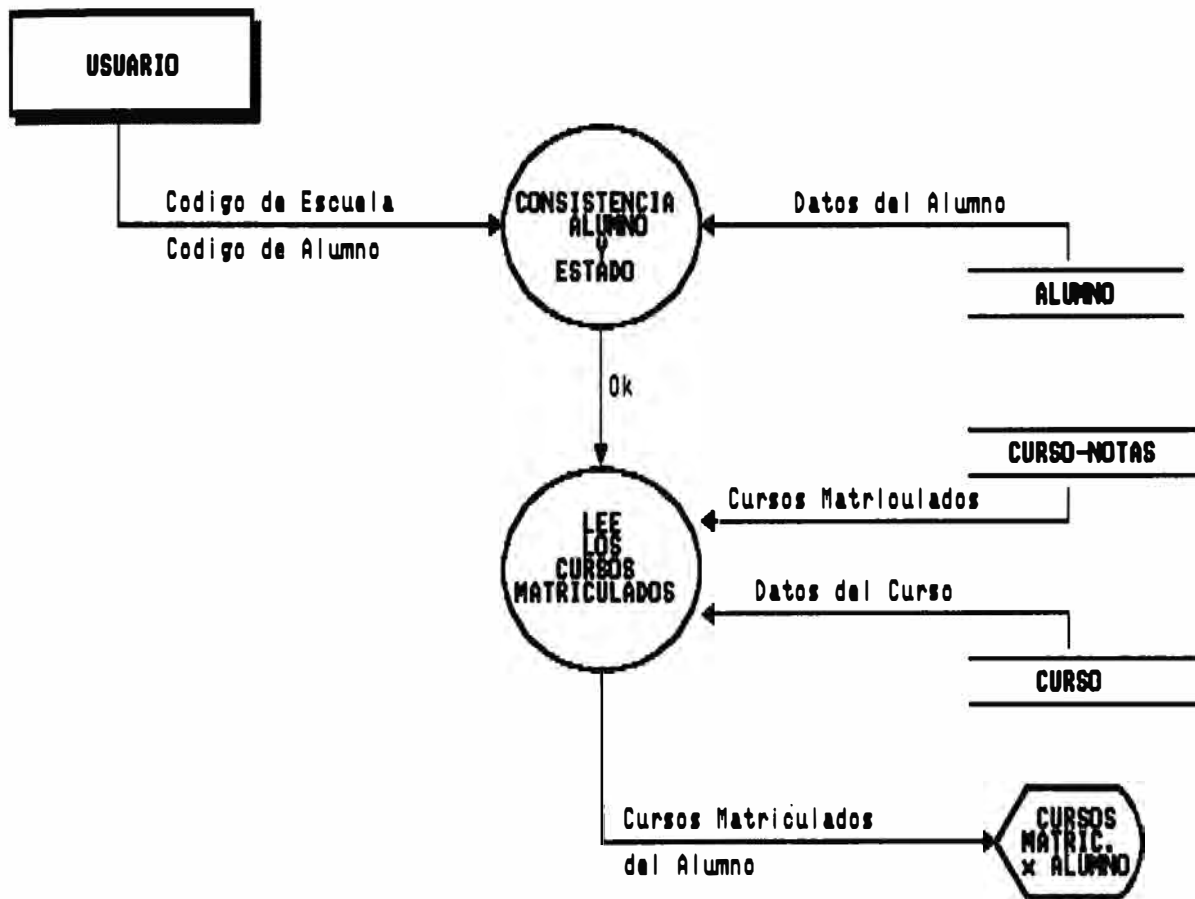 USUARIO
Codigo de Escuela
Codigo de Alumno
CONSISTENCIA
ALUMNO
Y
ESTADO
Datos del Alumno
ALUMNO
Ok
CURSO-NOTAS
Cursos Matriculados
LEE
LOS
CURSOS
MATRICULADOS
Datos del Curso
CURSO
Cursos Matriculados
del Alumno
CURSOS
MATRIC.
x ALUMNO